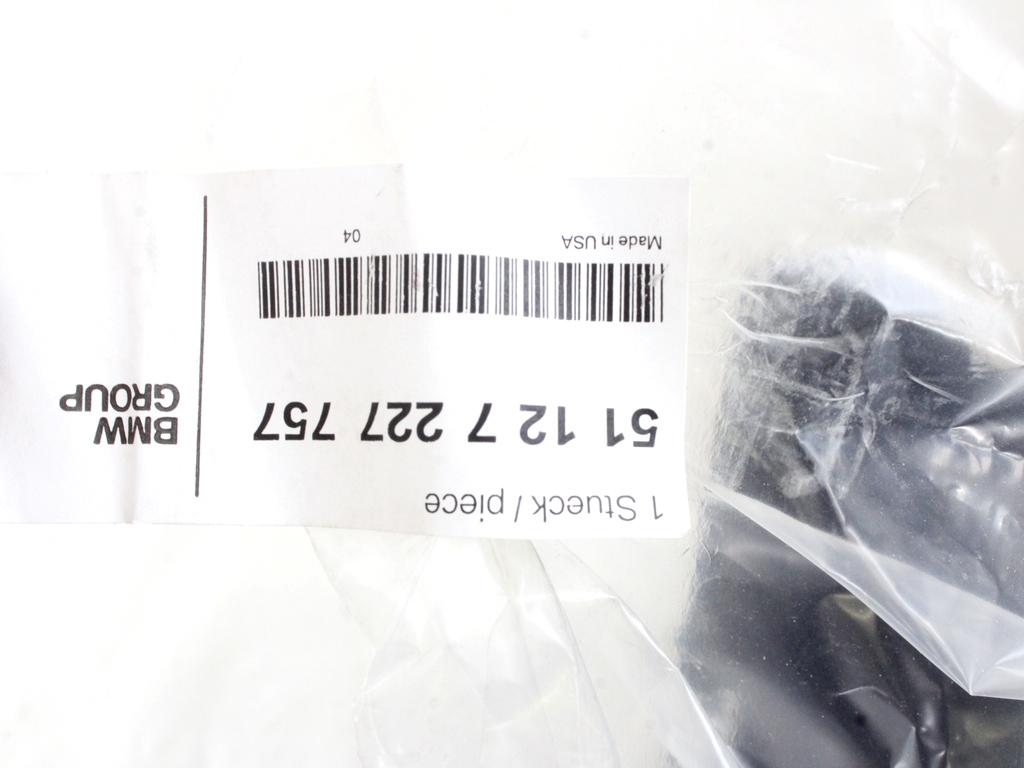 1 Stueck / piece
51 12 7 227 757
Made in USA
04
BMW
GROUP